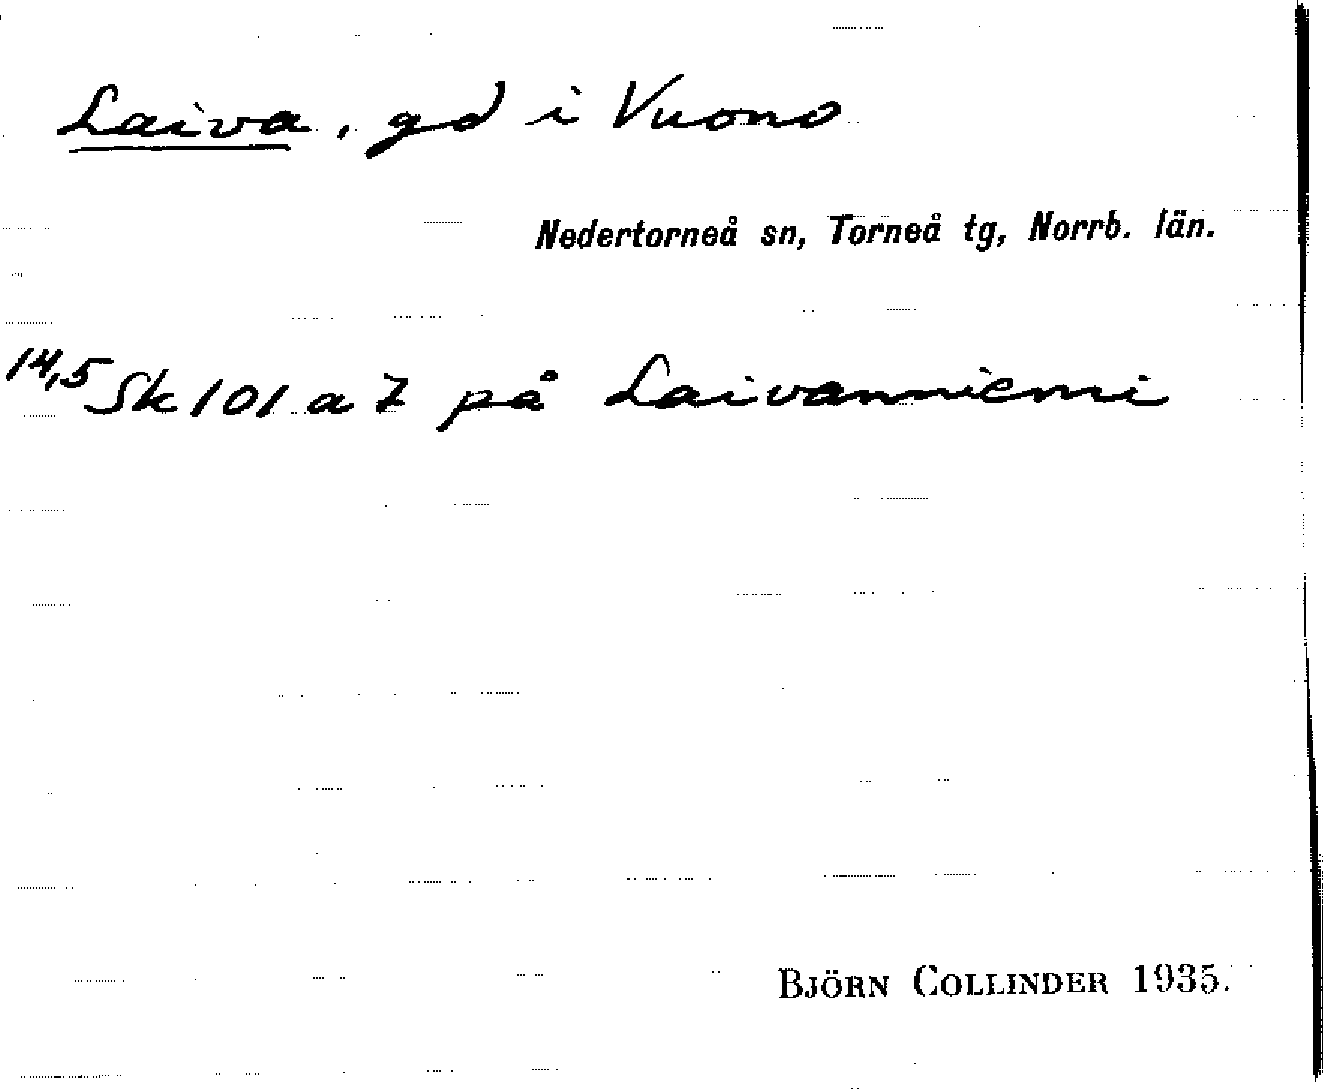 Laiva, gd i Vuono
Nedertorneå sn, Torneå tg, Norrb. län.
14,5 Sk 101 a 7 på Laivanniemi
BJÖRN COLLINDER 1935.